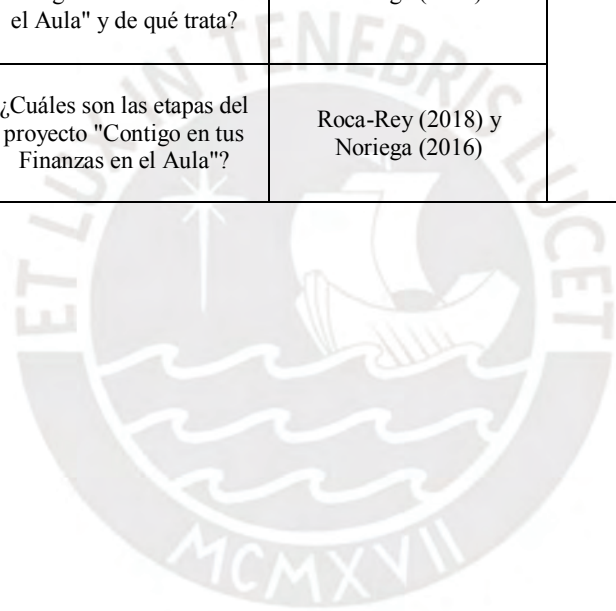 el Aula" y de qué trata?
¿Cuáles son las etapas del
proyecto "Contigo en tus
Finanzas en el Aula"?
Roca-Rey (2018) y
Noriega (2016)
ET LUX IN TENEBRIS LUCET
MCMXVII